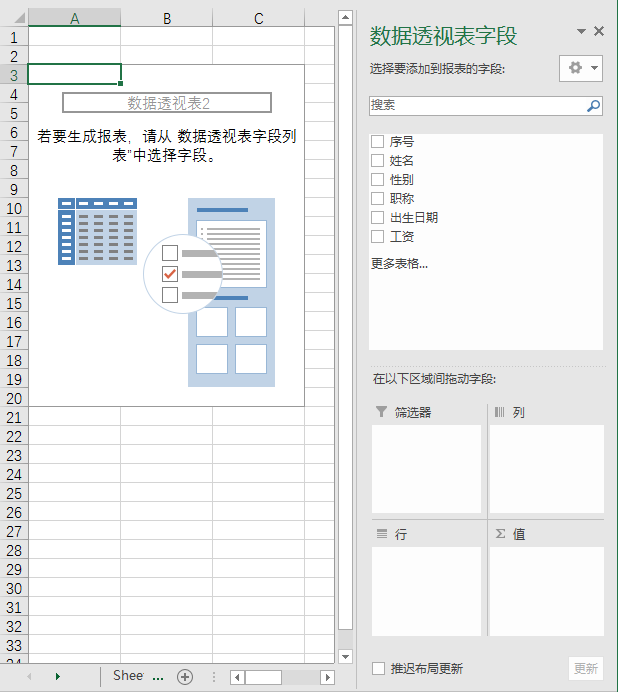 A B C
数据透视表字段
选择要添加到报表的字段:
搜索
序号
姓名
性别
职称
出生日期
工资
更多表格...
在以下区域间拖动字段:
筛选器
列
行
Σ 值
推迟布局更新
更新
1
2
3
4
5
6
7
8
9
10
11
12
13
14
15
16
17
18
19
20
21
22
23
24
25
26
27
28
29
30
31
32
33
34
数据透视表2
若要生成报表，请从 数据透视表字段列
表"中选择字段。
Shee ...